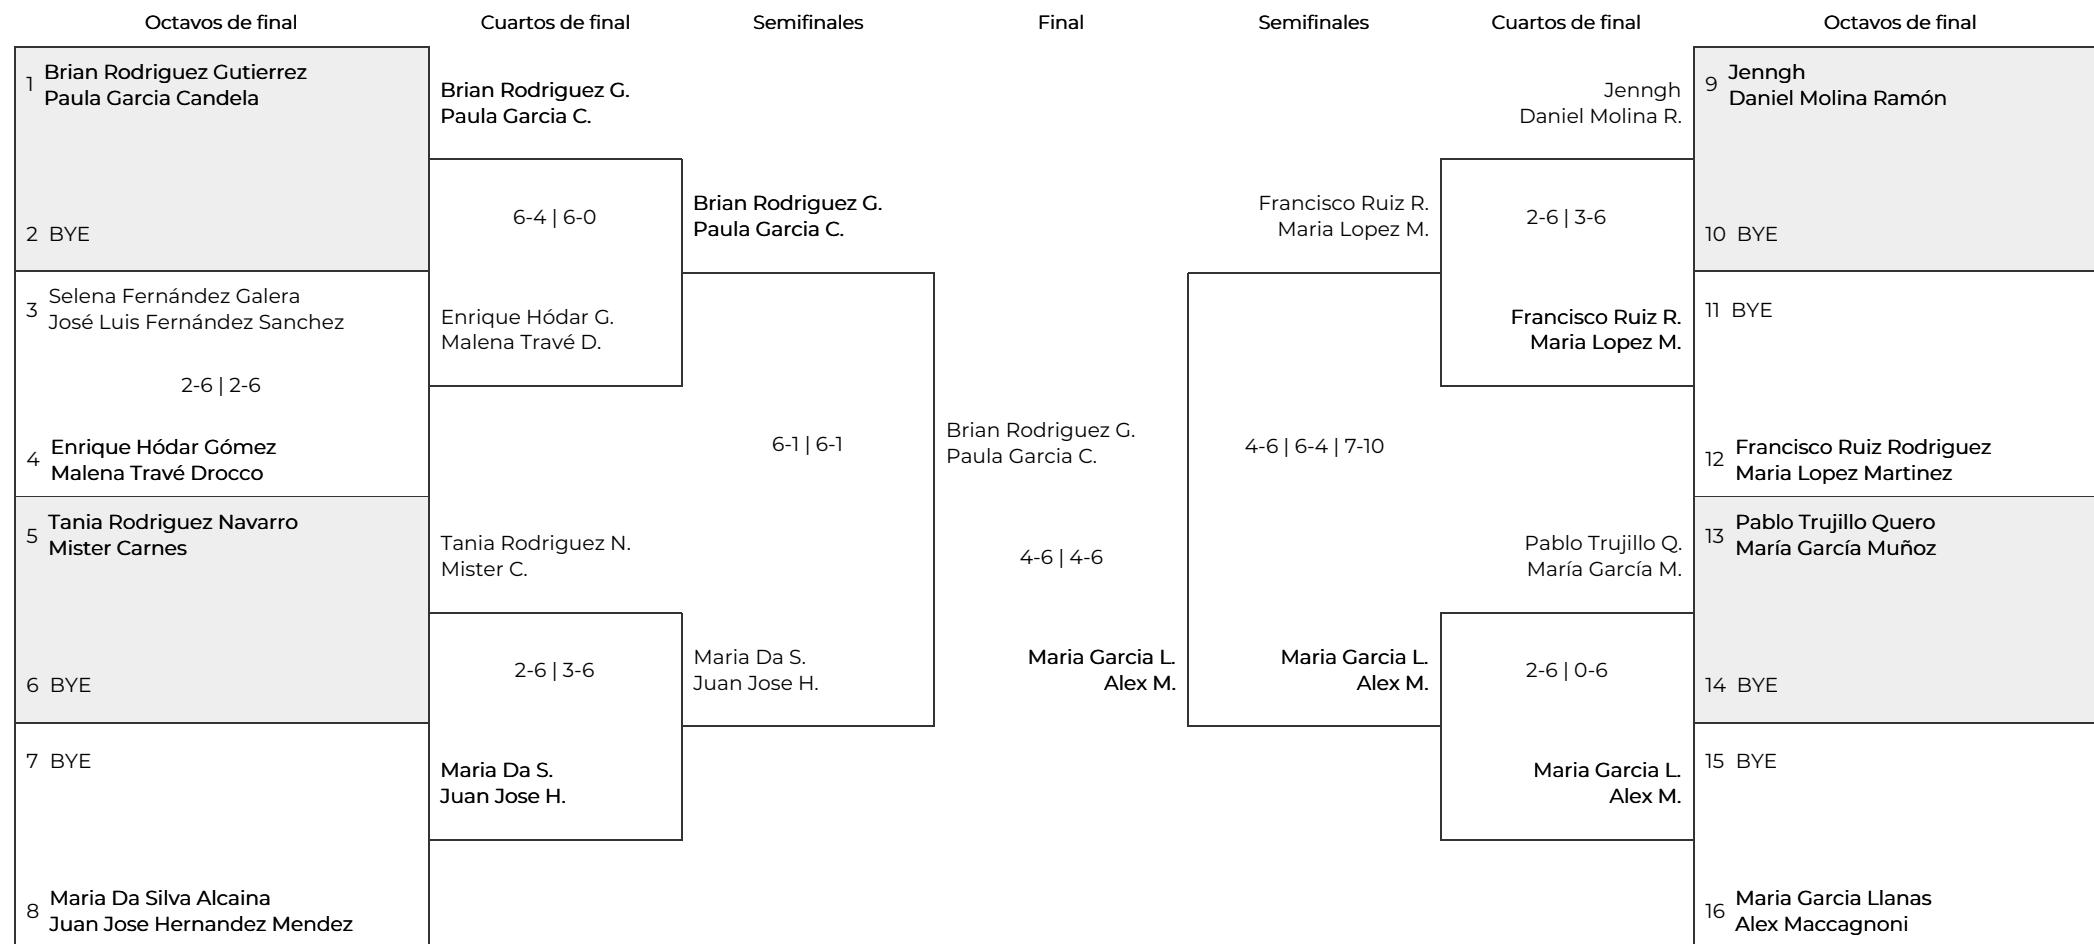 Octavos de final
Cuartos de final
Semifinales
Final
Semifinales
Cuartos de final
Octavos de final
1 Brian Rodriguez Gutierrez
Paula Garcia Candela
2 BYE
3 Selena Fernández Galera
José Luis Fernández Sanchez
2-6 | 2-6
4 Enrique Hódar Gómez
Malena Travé Drocco
5 Tania Rodriguez Navarro
Mister Carnes
6 BYE
7 BYE
8 Maria Da Silva Alcaina
Juan Jose Hernandez Mendez
Brian Rodriguez G.
Paula Garcia C.
6-4 | 6-0
Enrique Hódar G.
Malena Travé D.
Tania Rodriguez N.
Mister C.
2-6 | 3-6
Maria Da S.
Juan Jose H.
Brian Rodriguez G.
Paula Garcia C.
6-1 | 6-1
Maria Da S.
Juan Jose H.
Brian Rodriguez G.
Paula Garcia C.
4-6 | 4-6
Maria Garcia L.
Alex M.
Francisco Ruiz R.
Maria Lopez M.
4-6 | 6-4 | 7-10
Maria Garcia L.
Alex M.
Jenngh
Daniel Molina R.
2-6 | 3-6
Francisco Ruiz R.
Maria Lopez M.
Pablo Trujillo Q.
María García M.
2-6 | 0-6
Maria Garcia L.
Alex M.
9 Jenngh
Daniel Molina Ramón
10 BYE
11 BYE
12 Francisco Ruiz Rodriguez
Maria Lopez Martinez
13 Pablo Trujillo Quero
María García Muñoz
14 BYE
15 BYE
16 Maria Garcia Llanas
Alex Maccagnoni